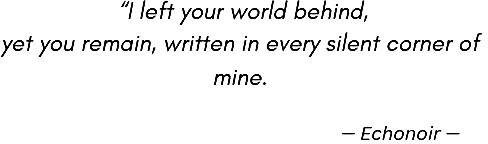 “I left your world behind,
yet you remain, written in every silent corner of
mine.
— Echonoir —